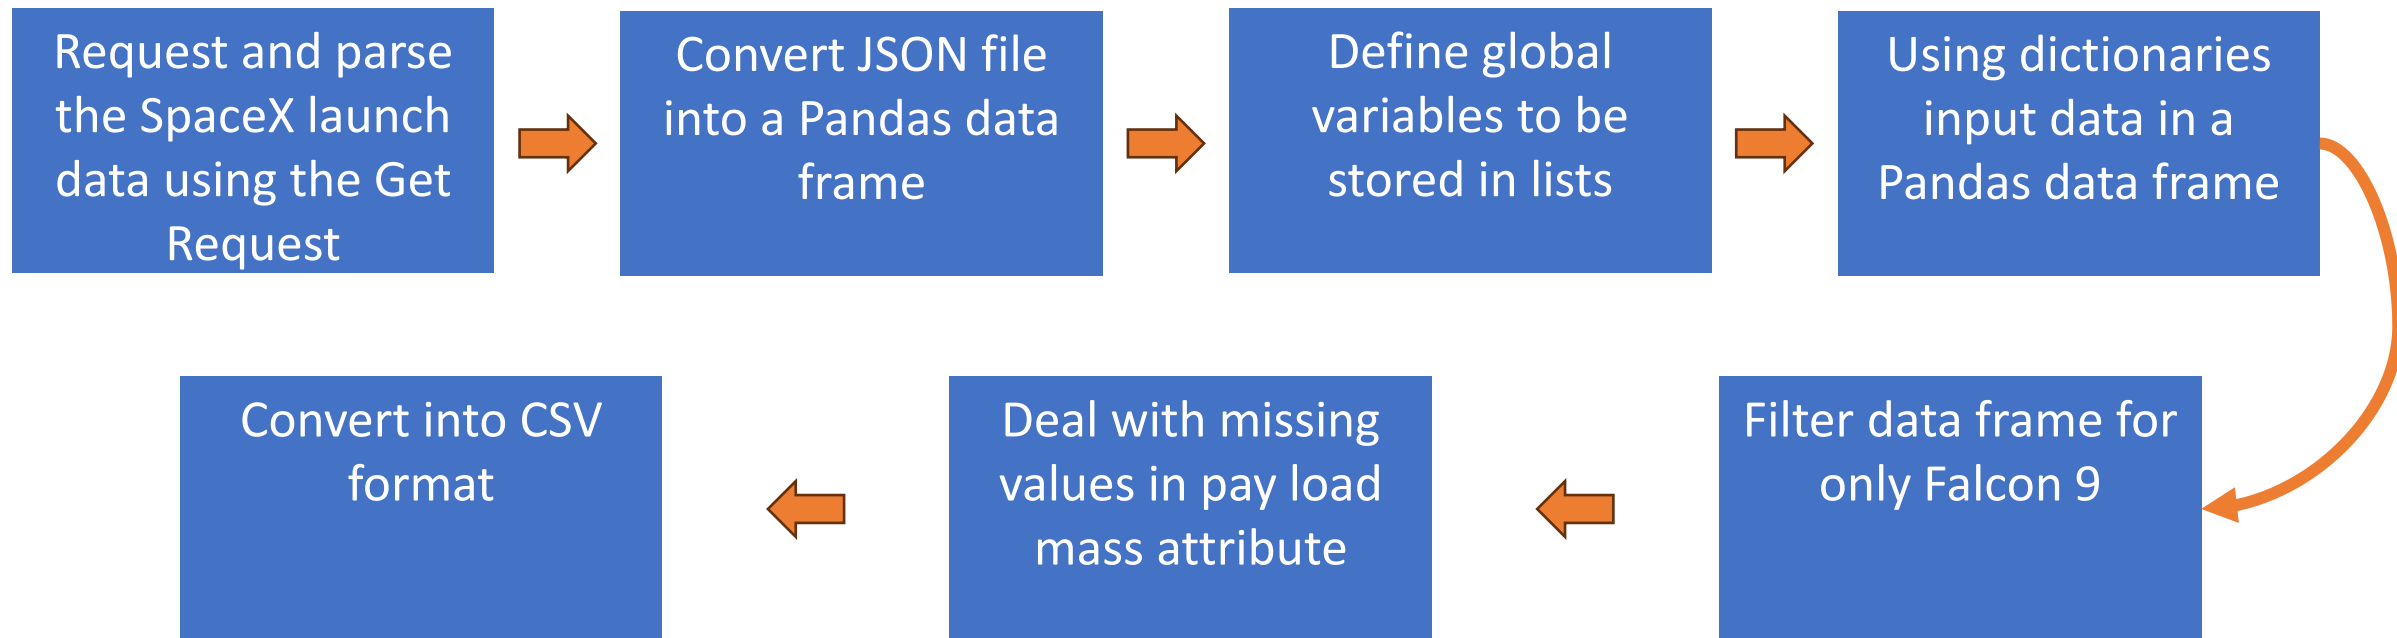 Request and parse
the SpaceX launch
data using the Get
Request
Convert JSON file
into a Pandas data
frame
Define global
variables to be
stored in lists
Using dictionaries
input data in a
Pandas data frame
Filter data frame for
only Falcon 9
Deal with missing
values in pay load
mass attribute
Convert into CSV
format